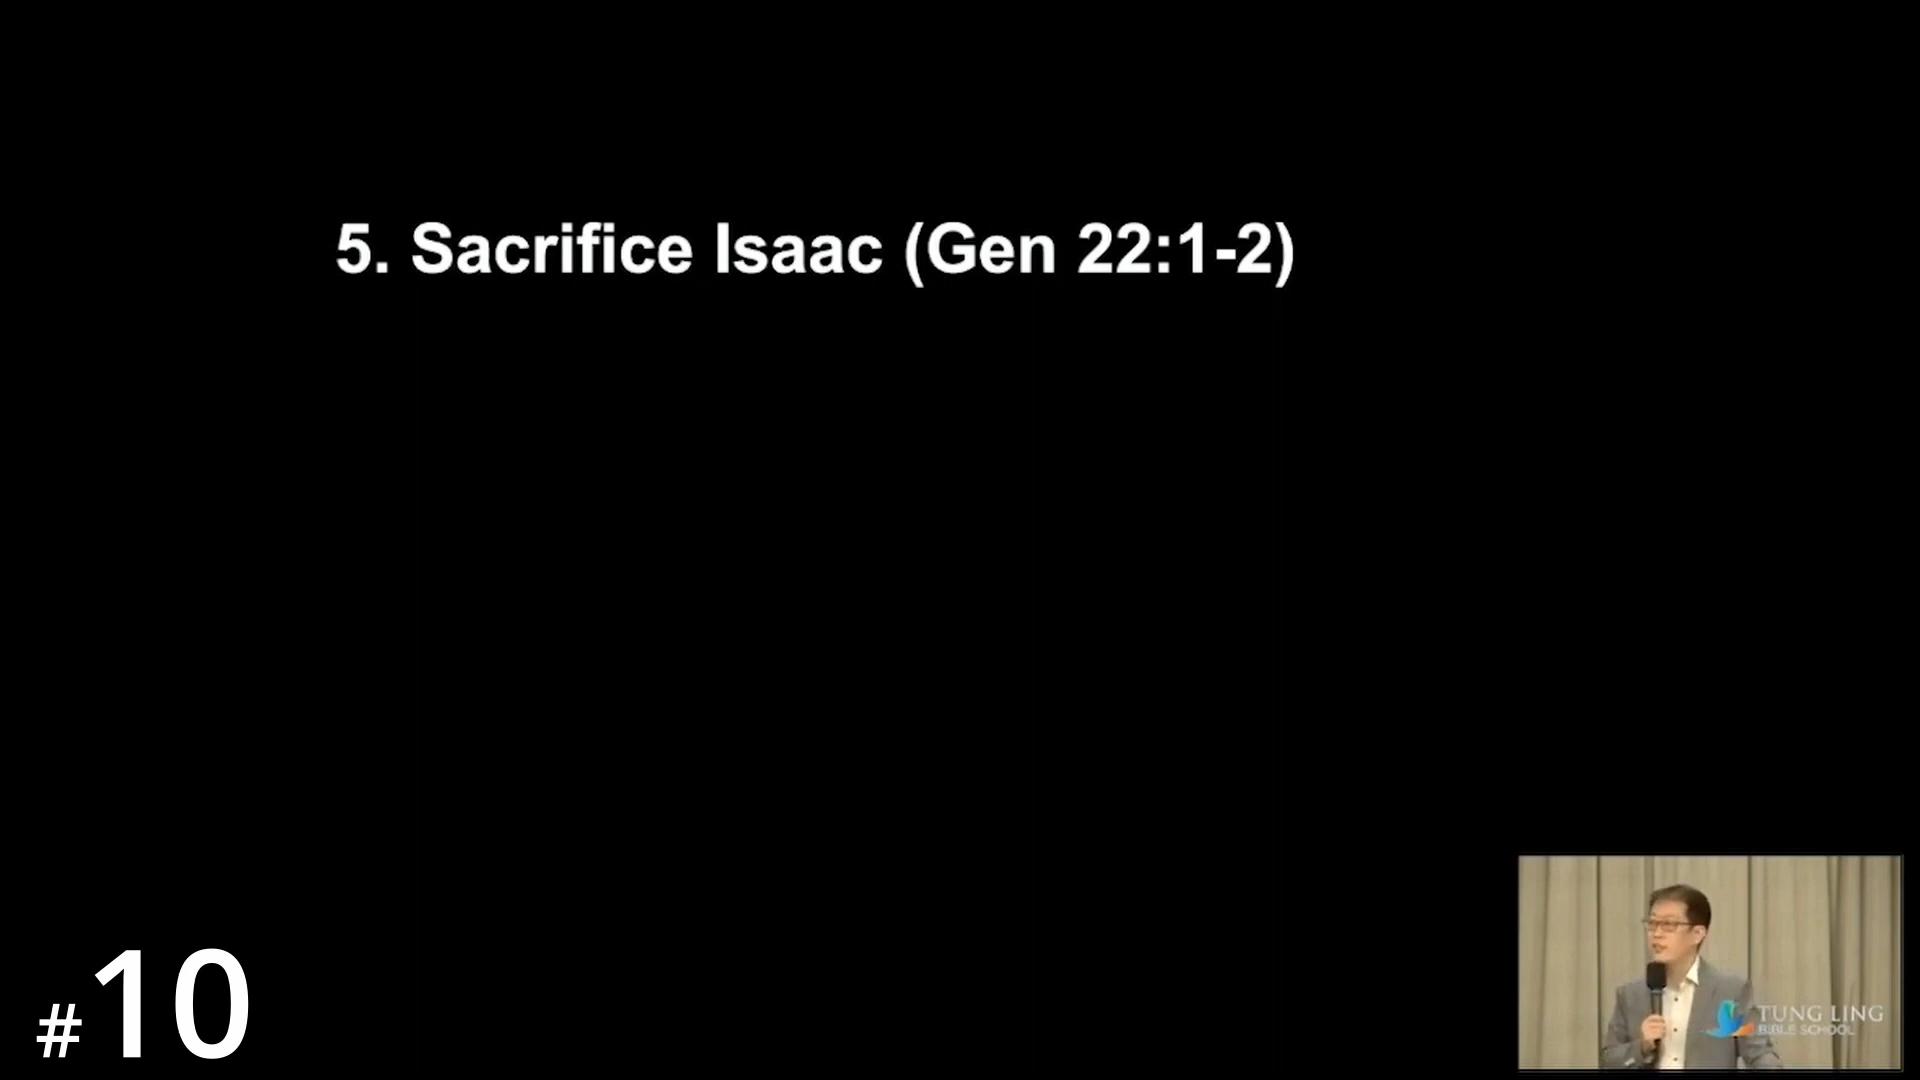 5. Sacrifice Isaac (Gen 22:1-2)
#10
TUNG LING
BIBLE SCHOOL